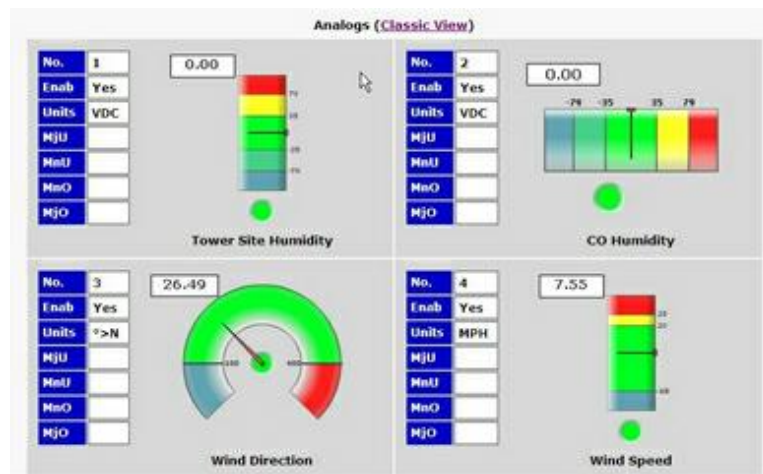 Analogs (Classic View)
No. 1
Enab Yes
Units VDC
MjU
MnU
MnO
MjO
0.00
Tower Site Humidity
No. 2
Enab Yes
Units VDC
MjU
MnU
MnO
MjO
0.00
-79 -35 35 79
CO Humidity
No. 3
Enab Yes
Units °>N
MjU
MnU
MnO
MjO
26.49
Wind Direction
No. 4
Enab Yes
Units MPH
MjU
MnU
MnO
MjO
7.55
Wind Speed